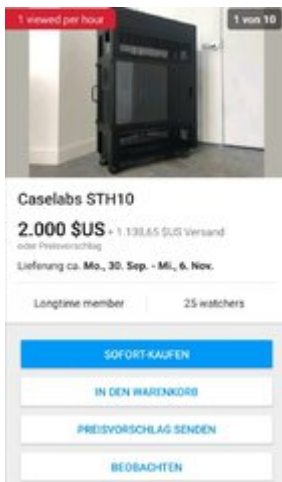 1 viewed per hour
1 von 10
Caselabs STH10
2.000 $US + 1.138,65 $US Versand
oder Preisvorschlag
Lieferung ca. Mo., 30. Sep. - Mi., 6. Nov.
Longtime member
25 watchers
SOFORT-KAUFEN
IN DEN WARENKORB
PREISVORSCHLAG SENDEN
BEOBACHTEN